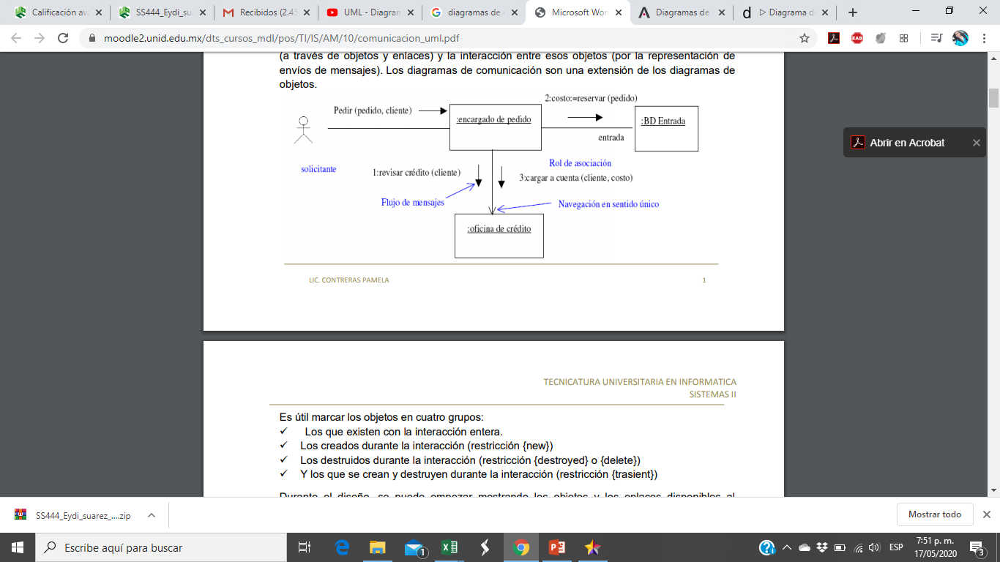 Calificación ava
SS444_Eydi_sua
Recibidos (2.45
UML - Diagram
diagramas de c
Microsoft Wor
Diagramas de
Diagrama d
moodle2.unid.edu.mx/dts_cursos_mdl/pos/TI/IS/AM/10/comunicacion_uml.pdf
(a través de objetos y enlaces) y la interacción entre esos objetos (por la representación de
envíos de mensajes). Los diagramas de comunicación son una extensión de los diagramas de
objetos.
2:costo:=reservar (pedido)
Pedir (pedido, cliente)
:encargado de pedido
:BD Entrada
entrada
Abrir en Acrobat
solicitante
1:revisar crédito (cliente)
Rol de asociación
3:cargar a cuenta (cliente, costo)
Flujo de mensajes
Navegación en sentido único
:oficina de crédito
LIC. CONTRERAS PAMELA 1
TECNICATURA UNIVERSITARIA EN INFORMATICA
SISTEMAS II
Es útil marcar los objetos en cuatro grupos:
✓ Los que existen con la interacción entera.
✓ Los creados durante la interacción (restricción {new})
✓ Los destruidos durante la interacción (restricción {destroyed} o {delete})
✓ Y los que se crean y destruyen durante la interacción (restricción {trasient})
Durante el diseño, se puede empezar mostrando los objetos y los enlaces disponibles al
SS444_Eydi_suarez_....zip
Mostrar todo
Escribe aquí para buscar
1
ESP
7:51 p. m.
17/05/2020
3